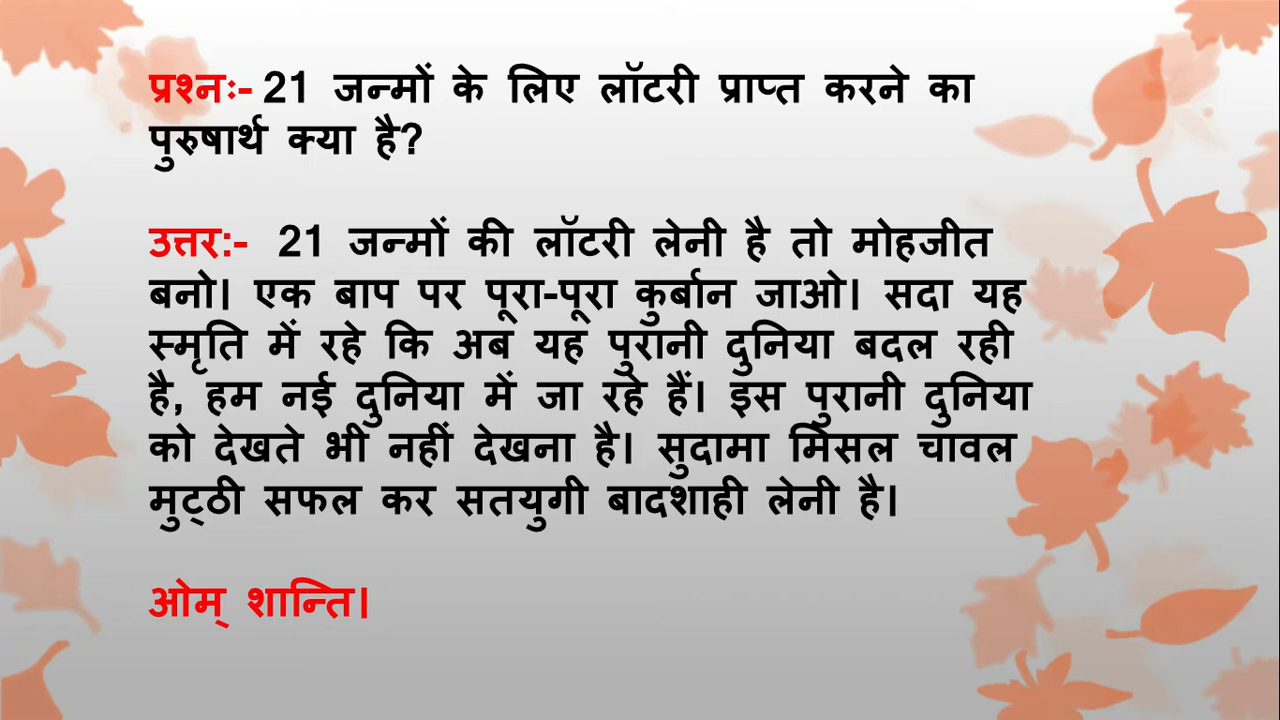 प्रश्नः- 21 जन्मों के लिए लॉटरी प्राप्त करने का
पुरुषार्थ क्या है?
उत्तर:- 21 जन्मों की लॉटरी लेनी है तो मोहजीत
बनो। एक बाप पर पूरा-पूरा कुर्बान जाओ। सदा यह
स्मृति में रहे कि अब यह पुरानी दुनिया बदल रही
है, हम नई दुनिया में जा रहे हैं। इस पुरानी दुनिया
को देखते भी नहीं देखना है। सुदामा मिसल चावल
मुट्ठी सफल कर सतयुगी बादशाही लेनी है।
ओम् शान्ति।